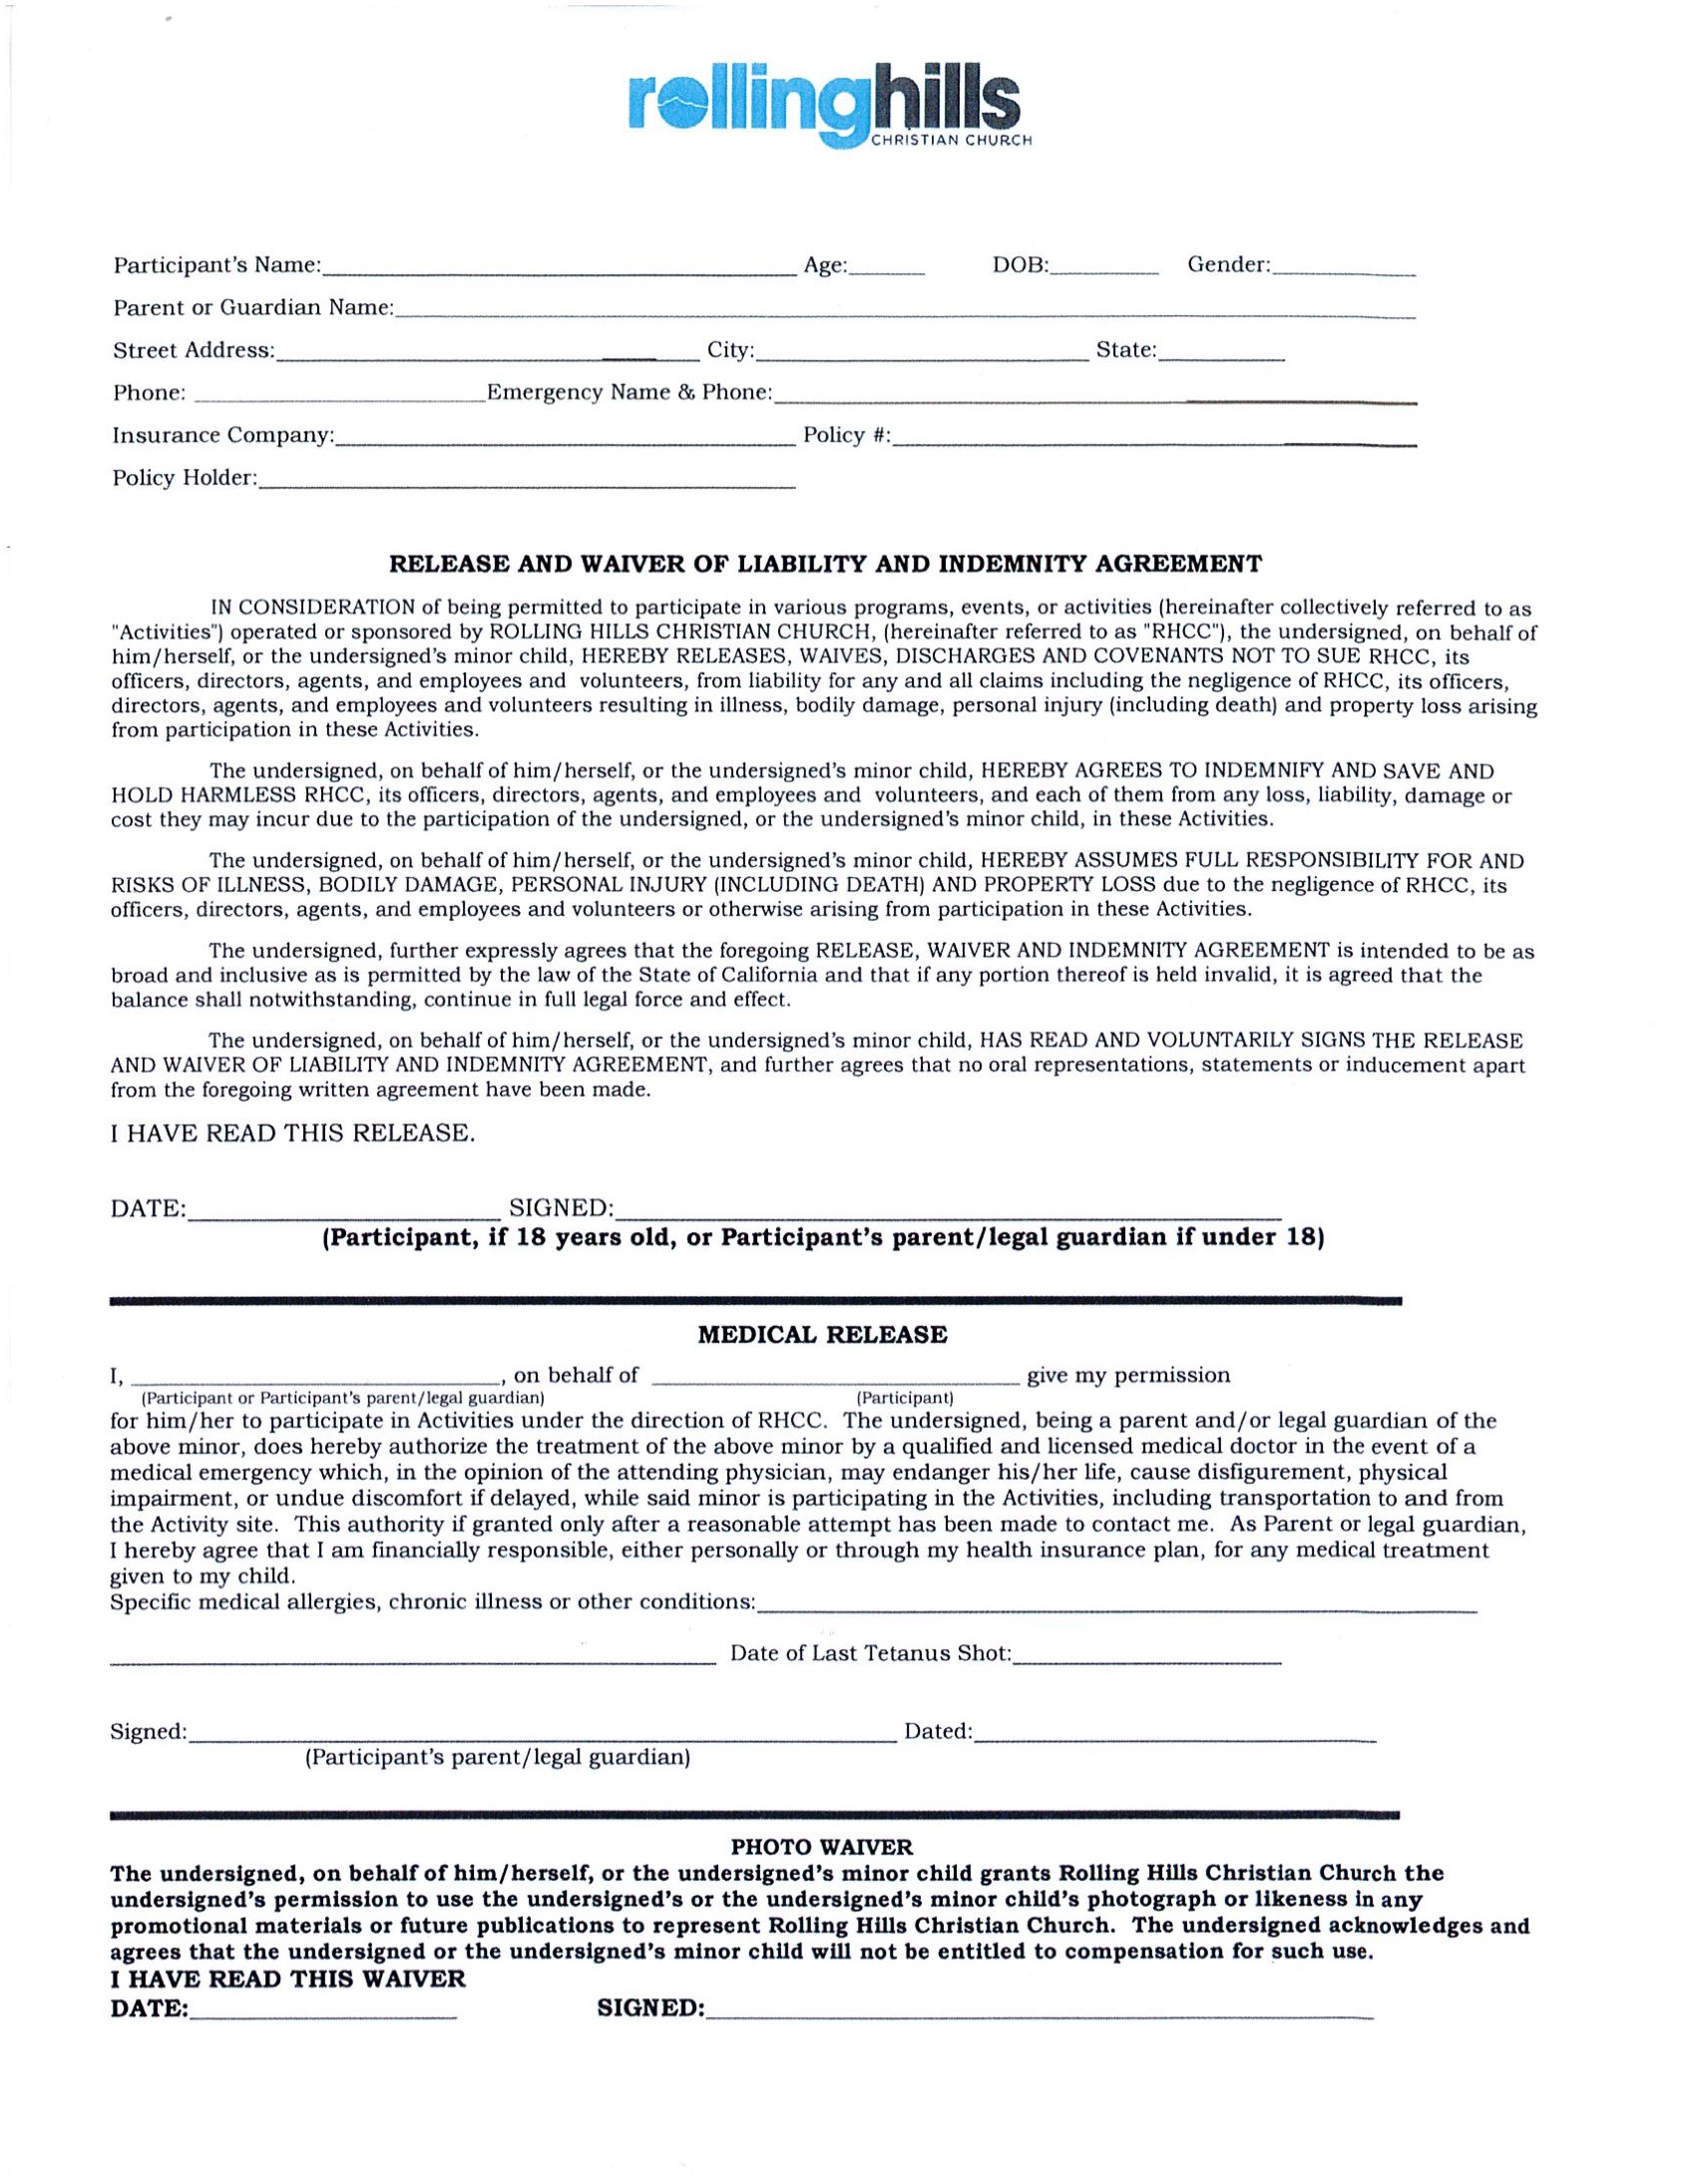 rollinghills
CHRISTIAN CHURCH
Participant's Name:____ Age:____ DOB:____ Gender:____
Parent or Guardian Name:____
Street Address:____ City:____ State:____
Phone: ____Emergency Name & Phone:____
Insurance Company:____ Policy #:____
Policy Holder:____
RELEASE AND WAIVER OF LIABILITY AND INDEMNITY AGREEMENT
IN CONSIDERATION of being permitted to participate in various programs, events, or activities (hereinafter collectively referred to as
"Activities") operated or sponsored by ROLLING HILLS CHRISTIAN CHURCH, (hereinafter referred to as "RHCC"), the undersigned, on behalf of
him/herself, or the undersigned's minor child, HEREBY RELEASES, WAIVES, DISCHARGES AND COVENANTS NOT TO SUE RHCC, its
officers, directors, agents, and employees and volunteers, from liability for any and all claims including the negligence of RHCC, its officers,
directors, agents, and employees and volunteers resulting in illness, bodily damage, personal injury (including death) and property loss arising
from participation in these Activities.
The undersigned, on behalf of him/herself, or the undersigned's minor child, HEREBY AGREES TO INDEMNIFY AND SAVE AND
HOLD HARMLESS RHCC, its officers, directors, agents, and employees and volunteers, and each of them from any loss, liability, damage or
cost they may incur due to the participation of the undersigned, or the undersigned's minor child, in these Activities.
The undersigned, on behalf of him/herself, or the undersigned's minor child, HEREBY ASSUMES FULL RESPONSIBILITY FOR AND
RISKS OF ILLNESS, BODILY DAMAGE, PERSONAL INJURY (INCLUDING DEATH) AND PROPERTY LOSS due to the negligence of RHCC, its
officers, directors, agents, and employees and volunteers or otherwise arising from participation in these Activities.
The undersigned, further expressly agrees that the foregoing RELEASE, WAIVER AND INDEMNITY AGREEMENT is intended to be as
broad and inclusive as is permitted by the law of the State of California and that if any portion thereof is held invalid, it is agreed that the
balance shall notwithstanding, continue in full legal force and effect.
The undersigned, on behalf of him/herself, or the undersigned's minor child, HAS READ AND VOLUNTARILY SIGNS THE RELEASE
AND WAIVER OF LIABILITY AND INDEMNITY AGREEMENT, and further agrees that no oral representations, statements or inducement apart
from the foregoing written agreement have been made.
I HAVE READ THIS RELEASE.
DATE:____ SIGNED:____
(Participant, if 18 years old, or Participant's parent/legal guardian if under 18)
MEDICAL RELEASE
I, ____, on behalf of ____ give my permission
(Participant or Participant's parent/legal guardian) (Participant)
for him/her to participate in Activities under the direction of RHCC. The undersigned, being a parent and/or legal guardian of the
above minor, does hereby authorize the treatment of the above minor by a qualified and licensed medical doctor in the event of a
medical emergency which, in the opinion of the attending physician, may endanger his/her life, cause disfigurement, physical
impairment, or undue discomfort if delayed, while said minor is participating in the Activities, including transportation to and from
the Activity site. This authority if granted only after a reasonable attempt has been made to contact me. As Parent or legal guardian,
I hereby agree that I am financially responsible, either personally or through my health insurance plan, for any medical treatment
given to my child.
Specific medical allergies, chronic illness or other conditions:____
____ Date of Last Tetanus Shot:____
Signed:____ Dated:____
(Participant's parent/legal guardian)
PHOTO WAIVER
The undersigned, on behalf of him/herself, or the undersigned's minor child grants Rolling Hills Christian Church the
undersigned's permission to use the undersigned's or the undersigned's minor child's photograph or likeness in any
promotional materials or future publications to represent Rolling Hills Christian Church. The undersigned acknowledges and
agrees that the undersigned or the undersigned's minor child will not be entitled to compensation for such use.
I HAVE READ THIS WAIVER
DATE:____ SIGNED:____